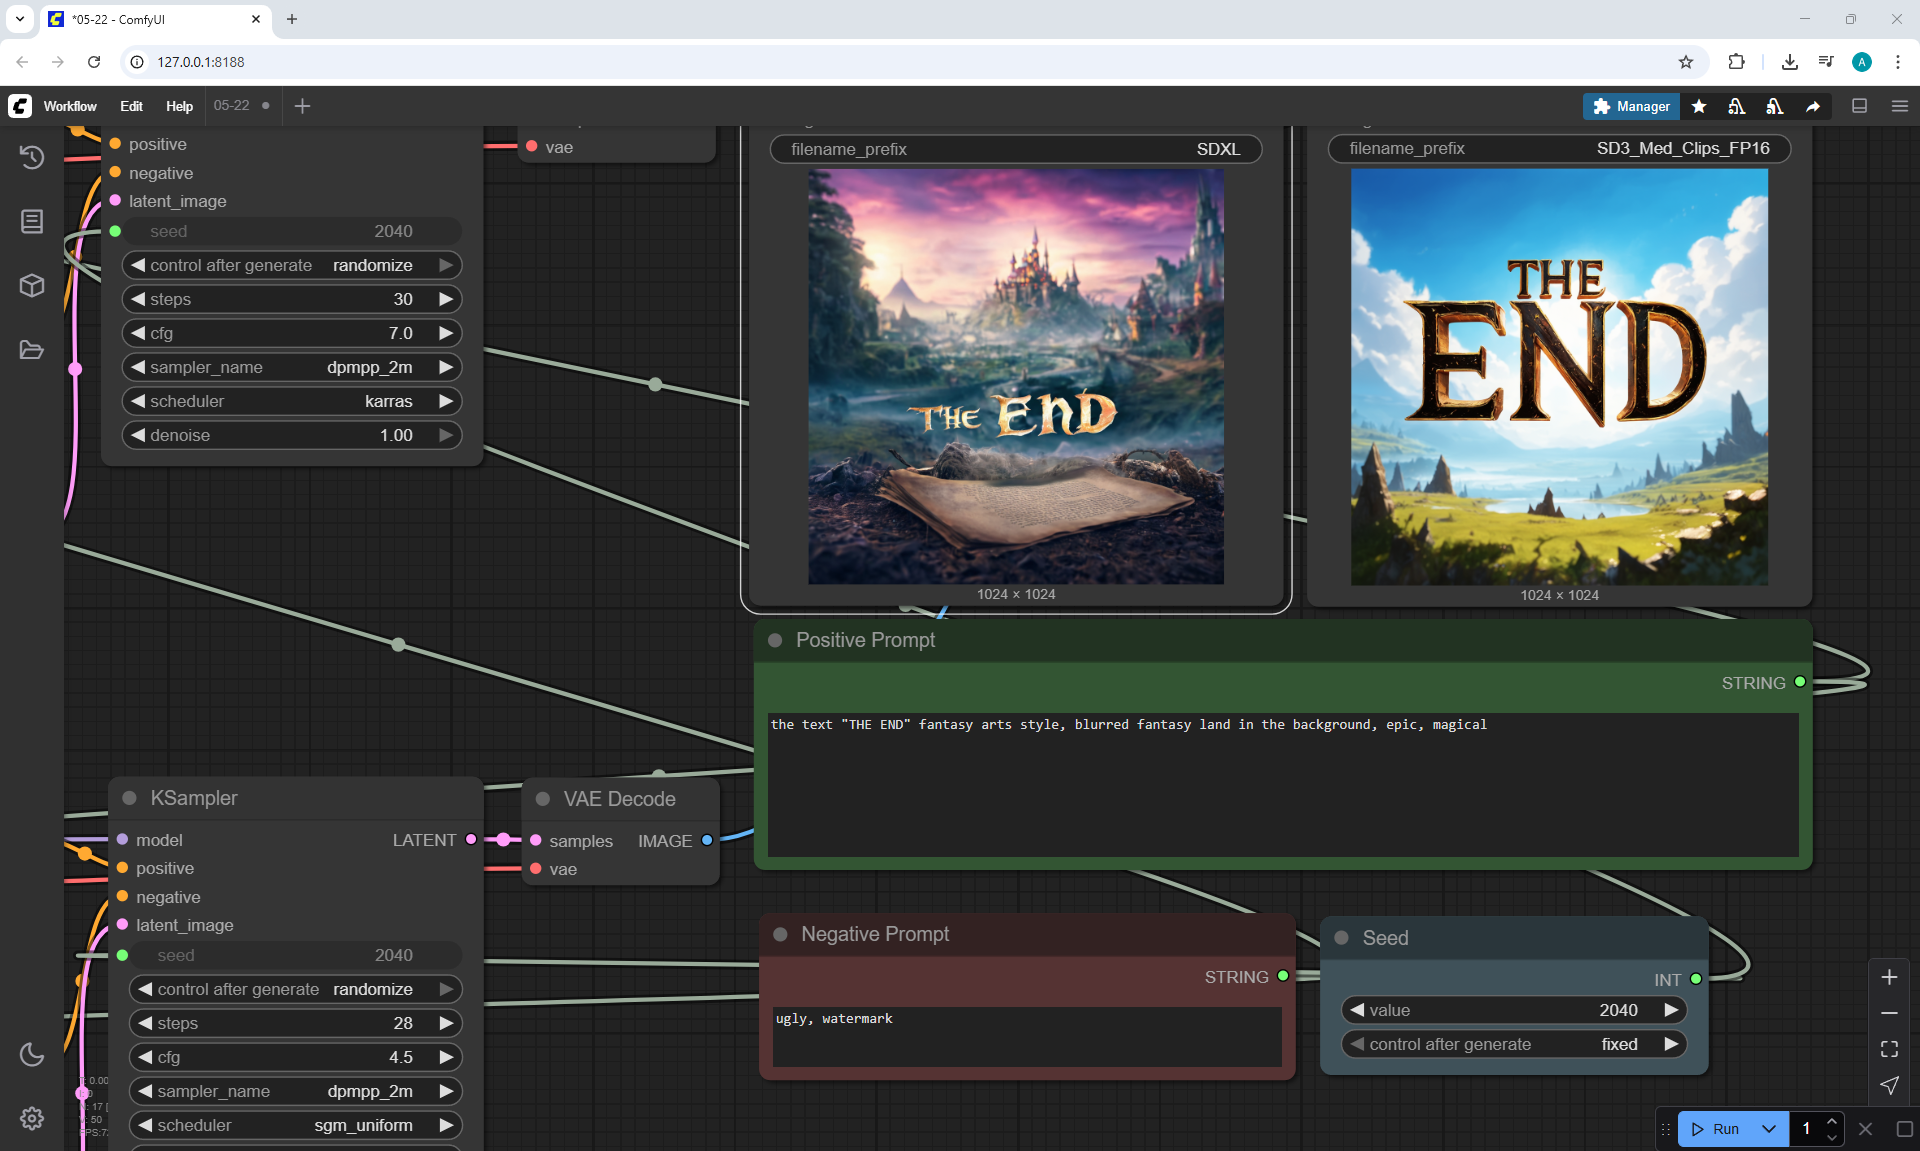 *05-22 - ComfyUI
127.0.0.1:8188
A
Workflow Edit Help 05-22
Manager
positive
negative
latent_image
seed 2040
control after generate randomize
steps 30
cfg 7.0
sampler_name dpmpp_2m
scheduler karras
denoise 1.00
vae
filename_prefix SDXL
THE END
1024 × 1024
filename_prefix SD3_Med_Clips_FP16
THE
END
1024 × 1024
Positive Prompt
STRING
the text "THE END" fantasy arts style, blurred fantasy land in the background, epic, magical
KSampler
model LATENT
positive
negative
latent_image
seed 2040
control after generate randomize
steps 28
cfg 4.5
sampler_name dpmpp_2m
scheduler sgm_uniform
VAE Decode
samples IMAGE
vae
Negative Prompt
STRING
ugly, watermark
Seed
INT
value 2040
control after generate fixed
Run 1